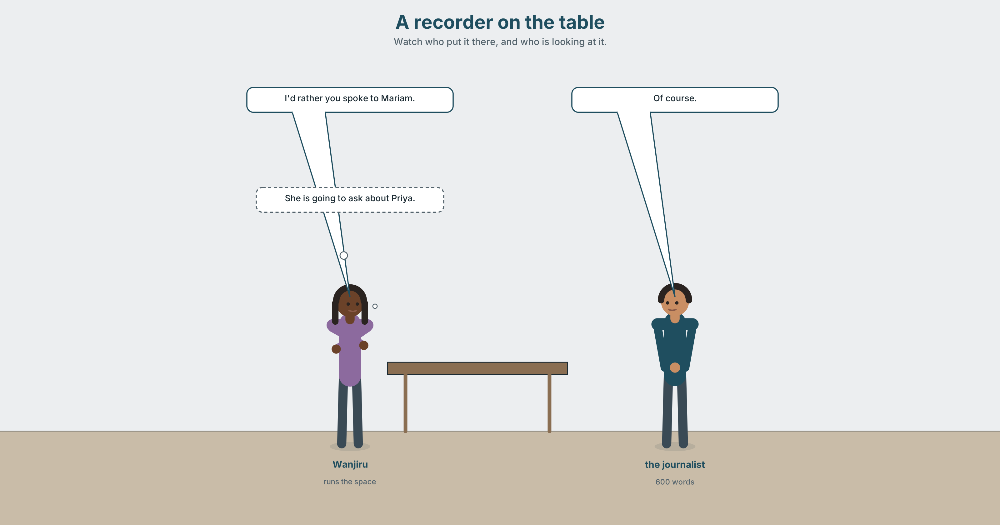 A recorder on the table
Watch who put it there, and who is looking at it.
I'd rather you spoke to Mariam.
Of course.
She is going to ask about Priya.
Wanjiru
runs the space
the journalist
600 words